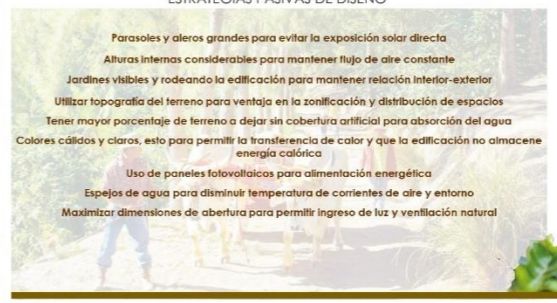 ESTRATEGIAS PASIVAS DE DISEÑO
Parasoles y aleros grandes para evitar la exposición solar directa
Alturas internas considerables para mantener flujo de aire constante
Jardines visibles y rodeando la edificación para mantener relación interior-exterior
Utilizar topografía del terreno para ventaja en la zonificación y distribución de espacios
Tener mayor porcentaje de terreno a dejar sin cobertura artificial para absorción del agua
Colores cálidos y claros, esto para permitir la transferencia de calor y que la edificación no almacene
energía calórica
Uso de paneles fotovoltaicos para alimentación energética
Espejos de agua para disminuir temperatura de corrientes de aire y entorno
Maximizar dimensiones de abertura para permitir ingreso de luz y ventilación natural